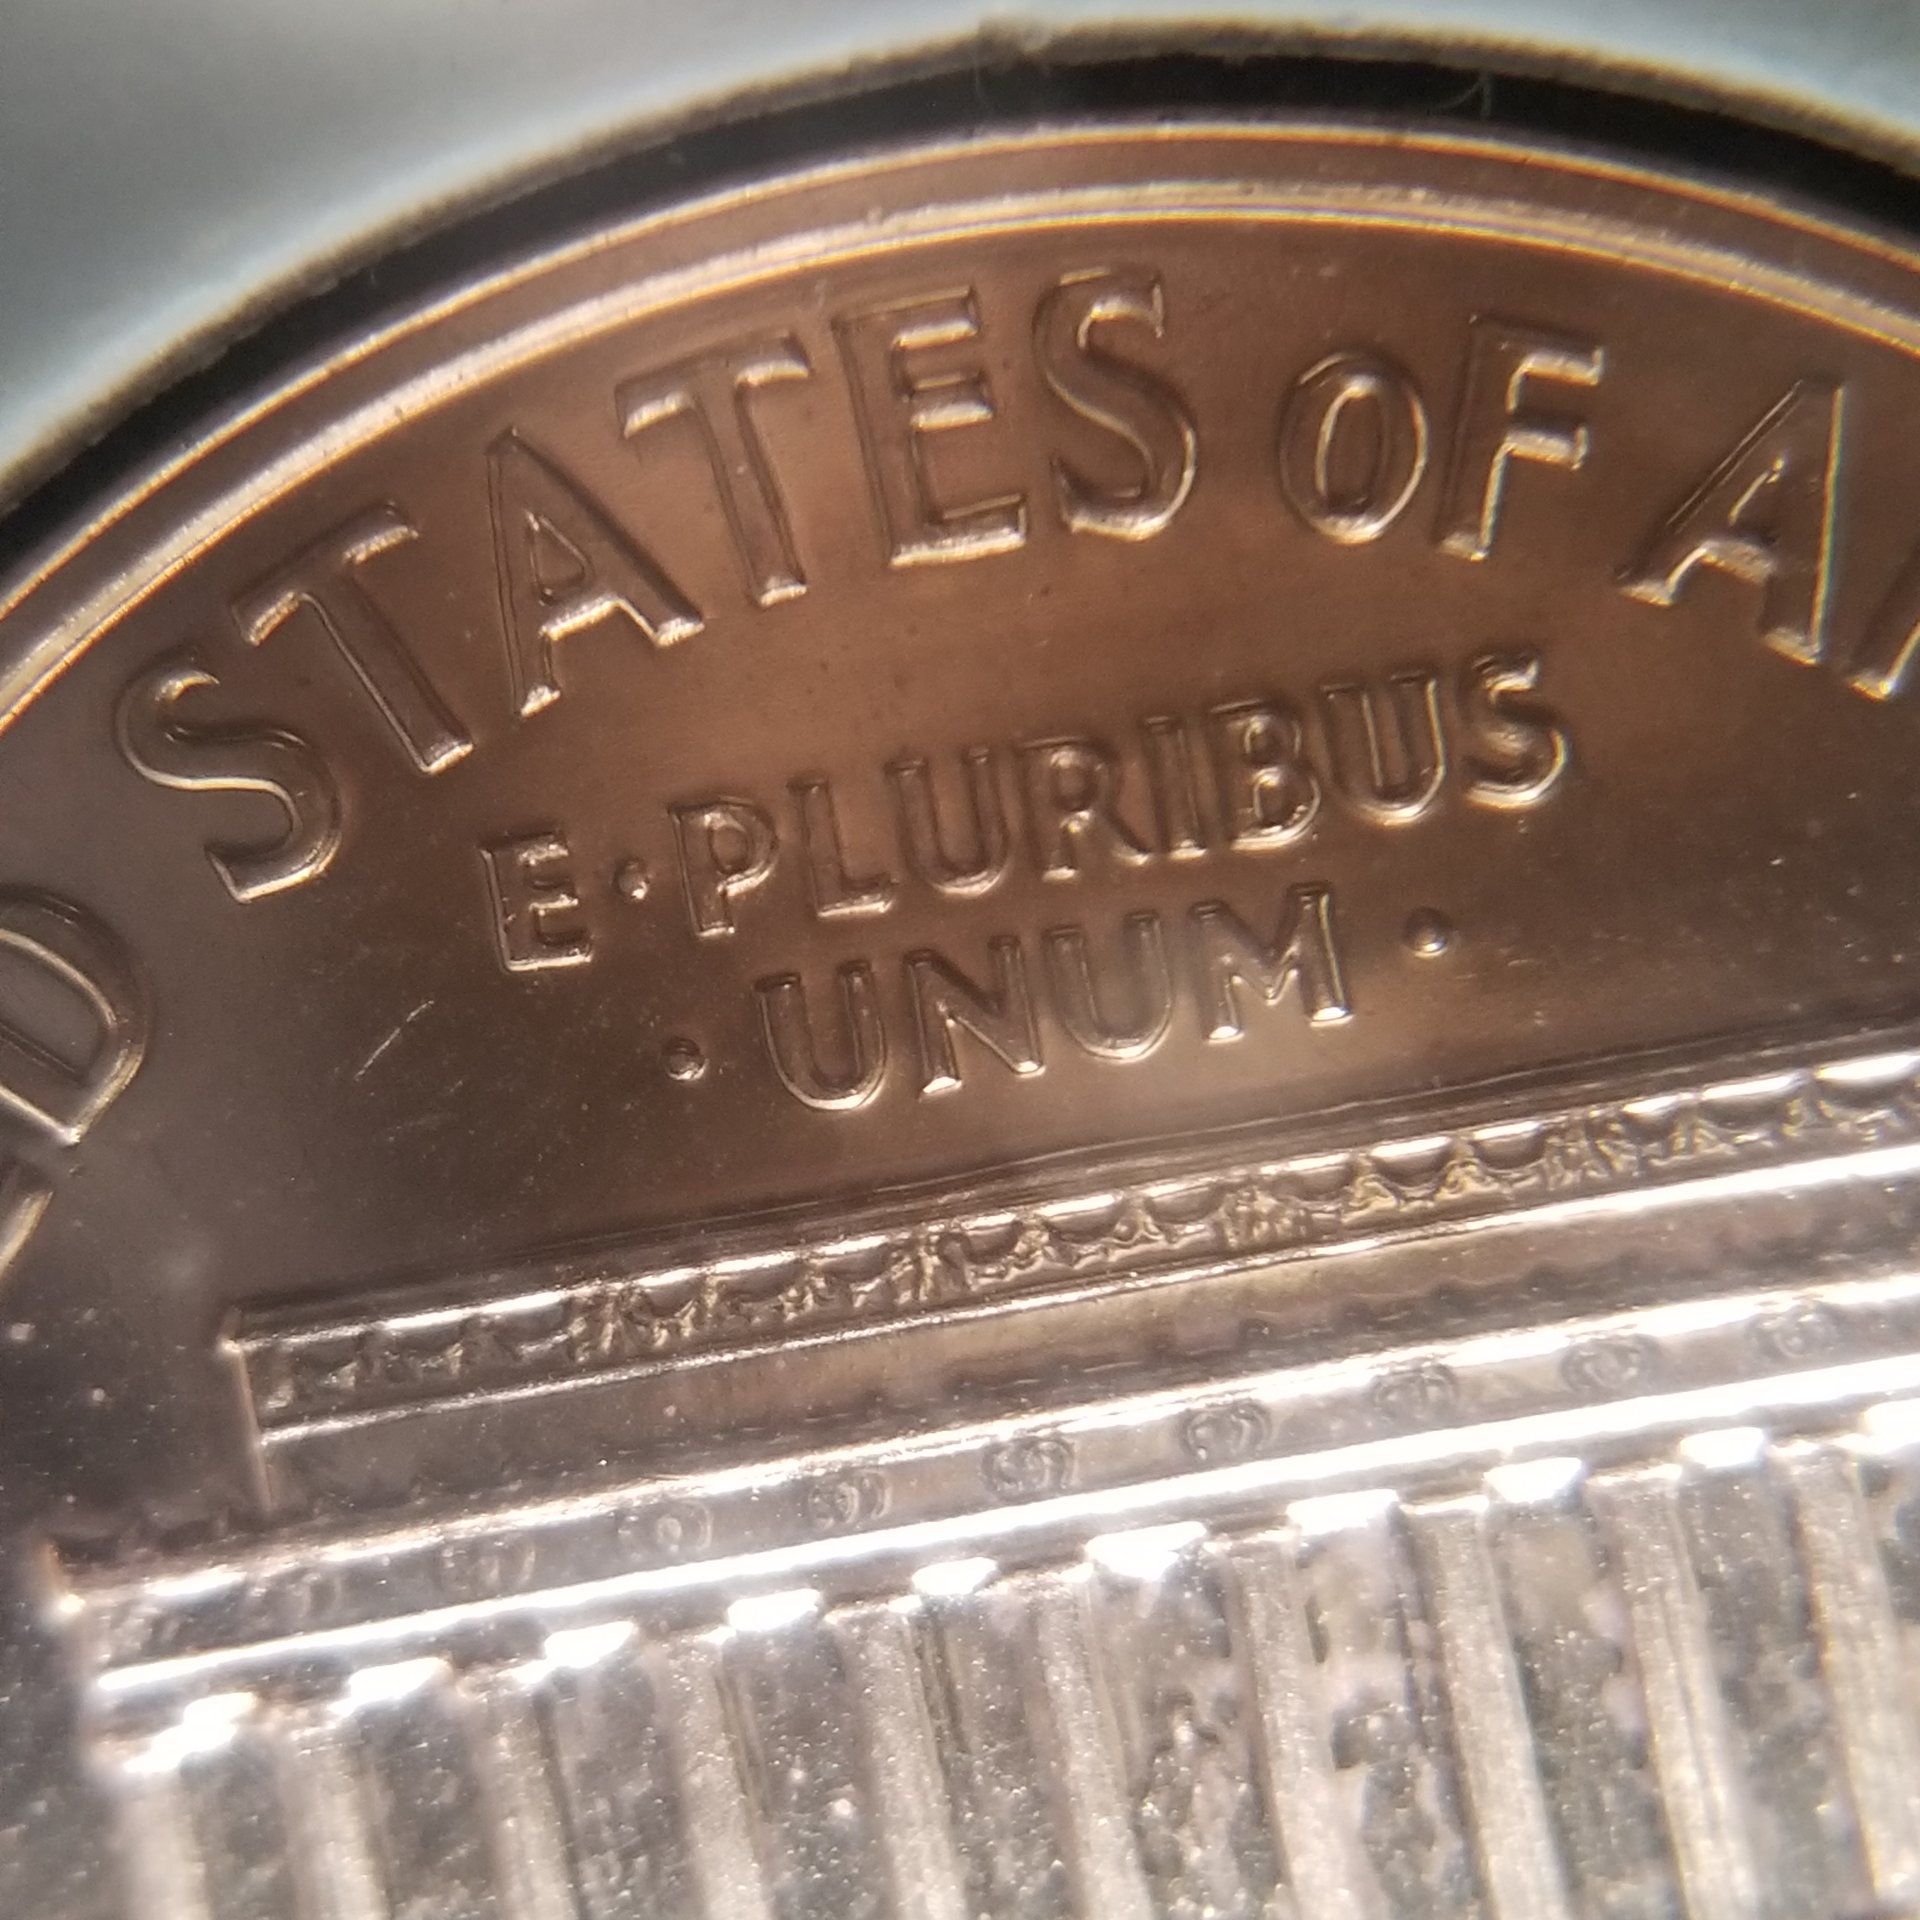 D STATES OF A
E·PLURIBUS
·UNUM·